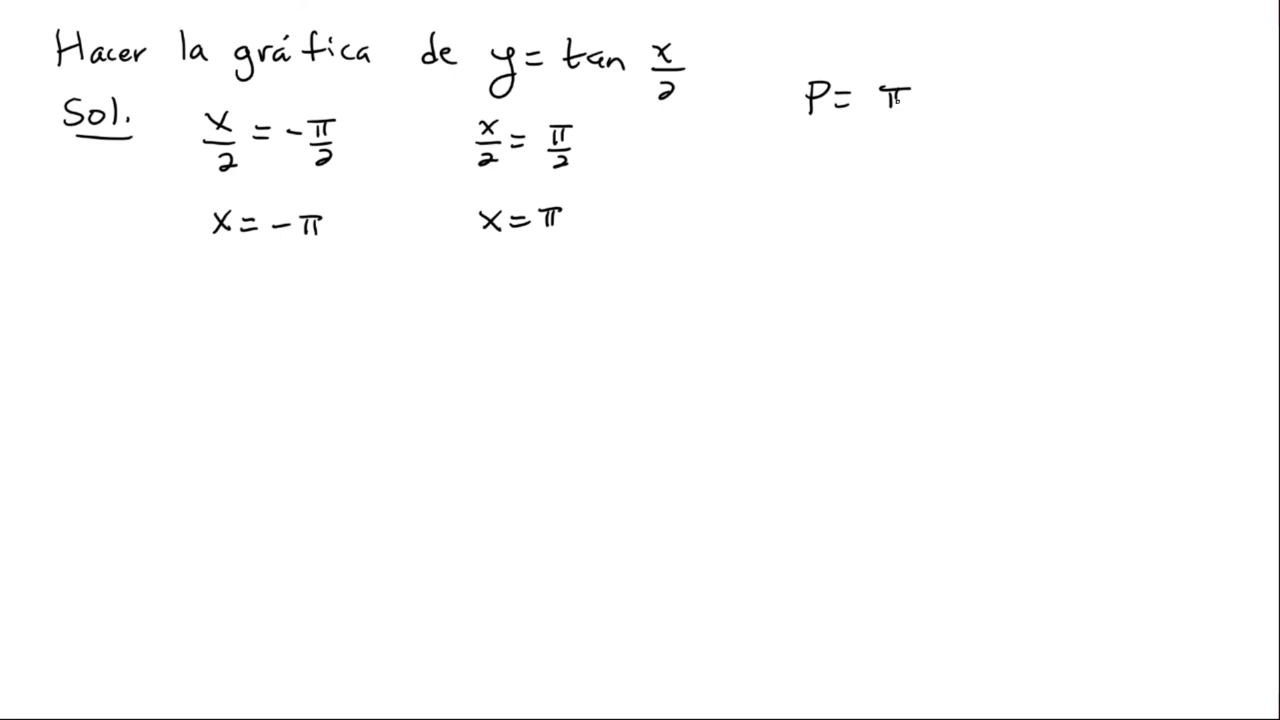 Hacer la gráfica de y = tan x/2
P = π
Sol. x/2 = -π/2 x/2 = π/2
x = -π x = π